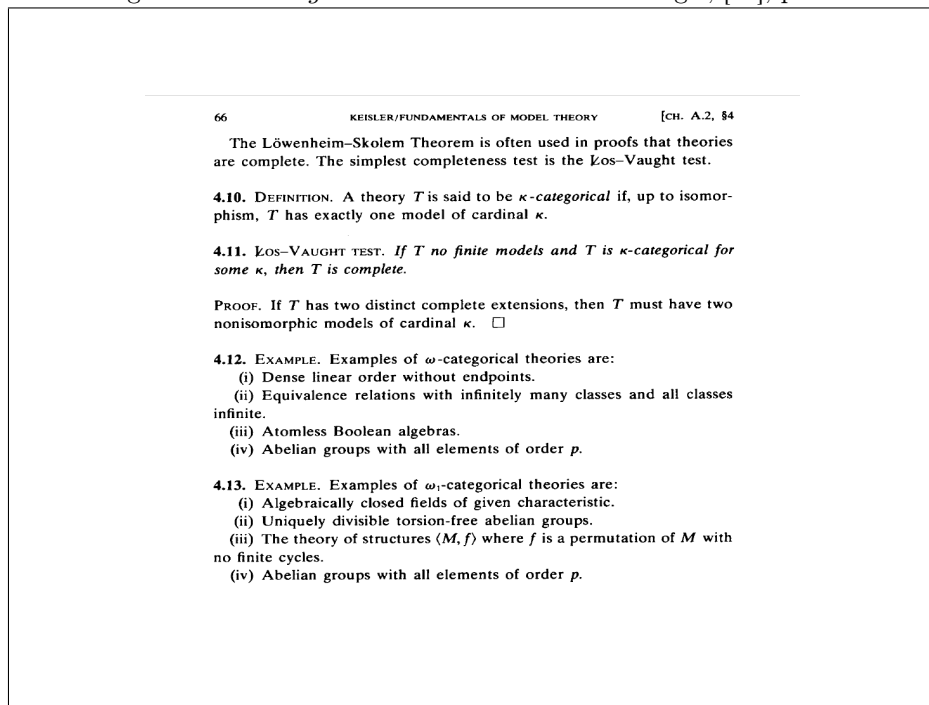 66 KEISLER/FUNDAMENTALS OF MODEL THEORY [CH. A.2, §4
The Löwenheim–Skolem Theorem is often used in proofs that theories
are complete. The simplest completeness test is the Łos–Vaught test.
4.10. DEFINITION. A theory T is said to be κ-categorical if, up to isomor-
phism, T has exactly one model of cardinal κ.
4.11. ŁOS–VAUGHT TEST. If T no finite models and T is κ-categorical for
some κ, then T is complete.
PROOF. If T has two distinct complete extensions, then T must have two
nonisomorphic models of cardinal κ. □
4.12. EXAMPLE. Examples of ω-categorical theories are:
(i) Dense linear order without endpoints.
(ii) Equivalence relations with infinitely many classes and all classes
infinite.
(iii) Atomless Boolean algebras.
(iv) Abelian groups with all elements of order p.
4.13. EXAMPLE. Examples of ω₁-categorical theories are:
(i) Algebraically closed fields of given characteristic.
(ii) Uniquely divisible torsion-free abelian groups.
(iii) The theory of structures ⟨M, f⟩ where f is a permutation of M with
no finite cycles.
(iv) Abelian groups with all elements of order p.